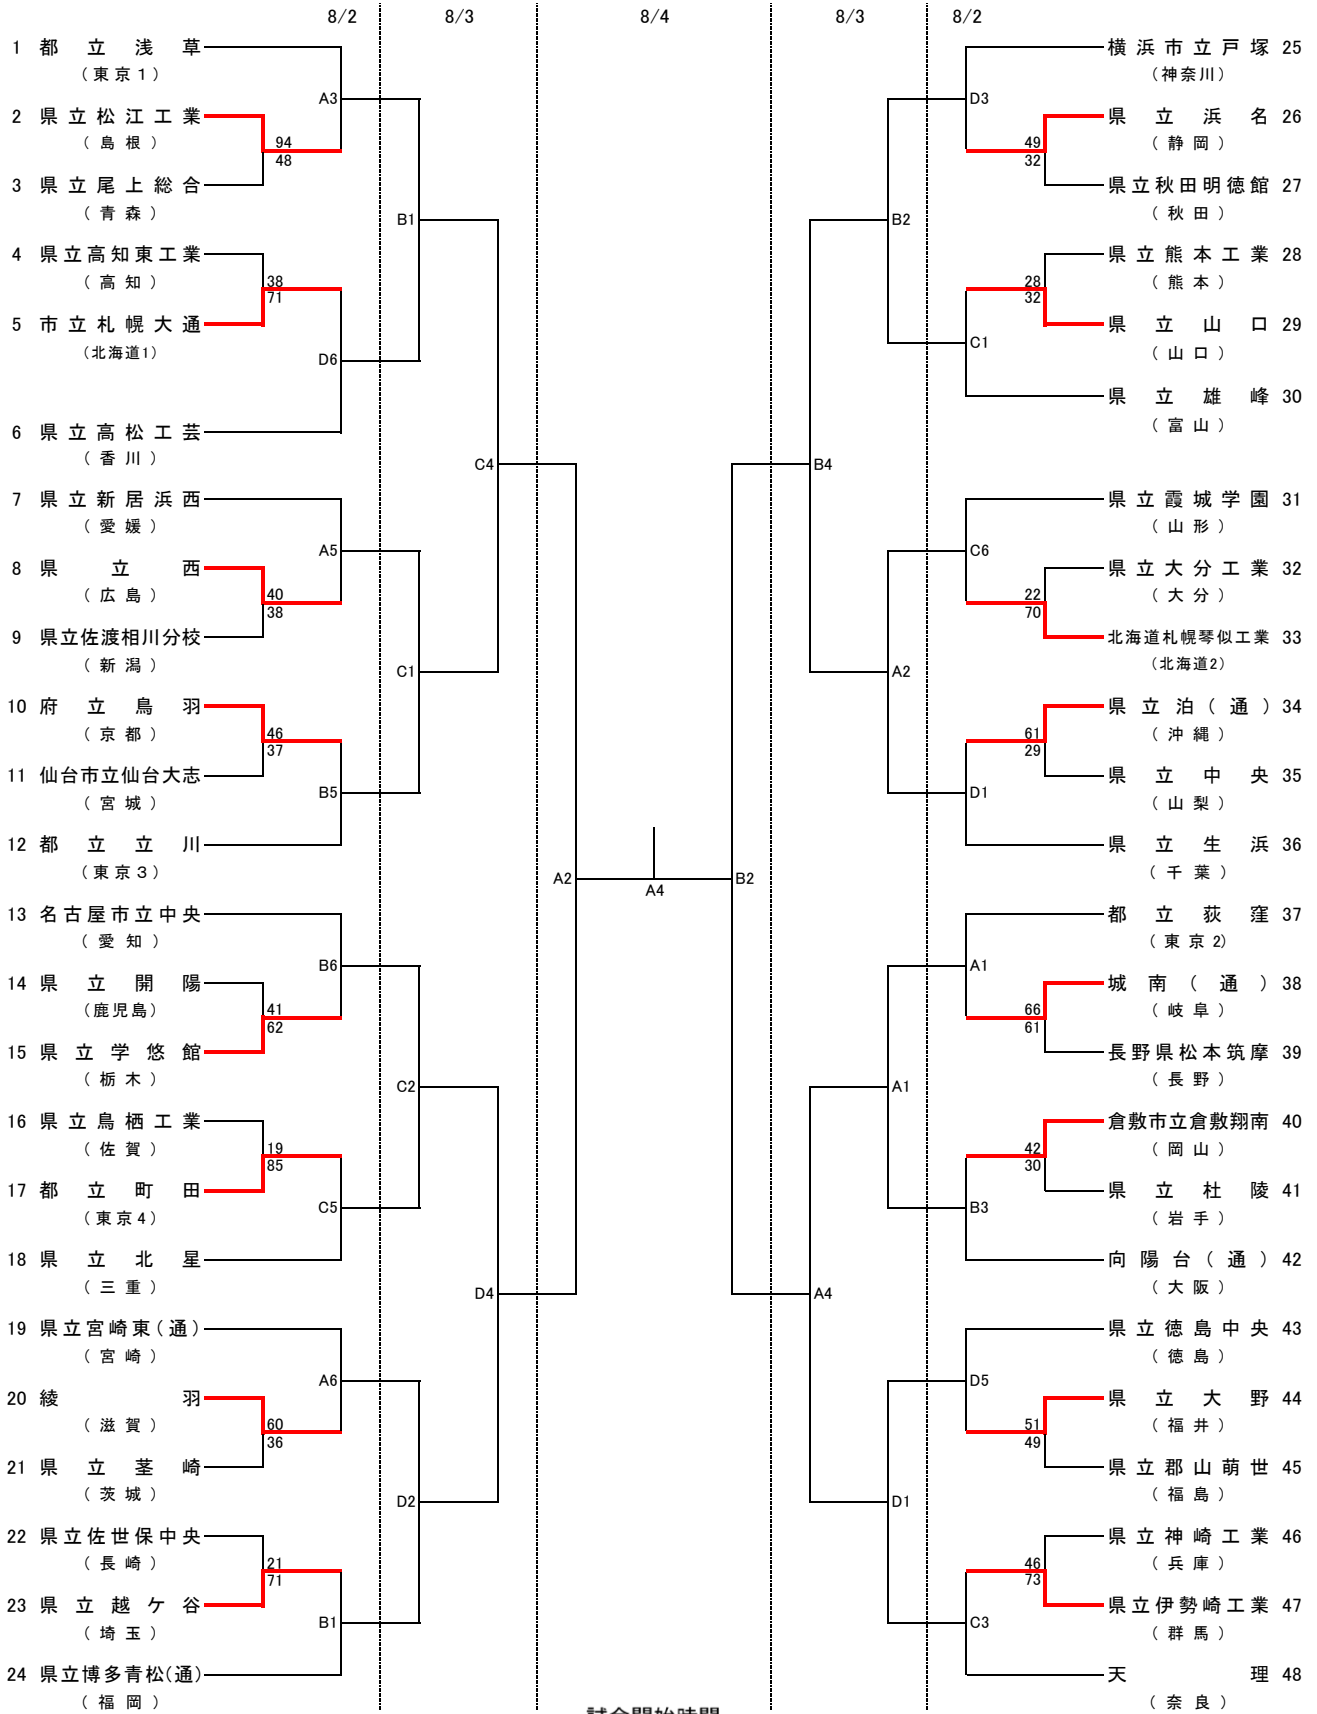 8/2 8/3 8/4 8/3 8/2
1 都立浅草
(東京1)
A3
2 県立松江工業
(島根)
94
48
3 県立尾上総合
(青森)
B1
4 県立高知東工業
(高知)
38
71
5 市立札幌大通
(北海道1)
D6
6 県立高松工芸
(香川)
C4
7 県立新居浜西
(愛媛)
A5
8 県立西
(広島)
40
38
9 県立佐渡相川分校
(新潟)
C1
10 府立鳥羽
(京都)
46
37
11 仙台市立仙台大志
(宮城)
B5
12 都立立川
(東京3)
A2
13 名古屋市立中央
(愛知)
B6
14 県立開陽
(鹿児島)
41
62
15 県立学悠館
(栃木)
C2
16 県立鳥栖工業
(佐賀)
19
85
17 都立町田
(東京4)
C5
18 県立北星
(三重)
D4
19 県立宮崎東(通)
(宮崎)
A6
20 綾羽
(滋賀)
60
36
21 県立茎崎
(茨城)
D2
22 県立佐世保中央
(長崎)
21
71
23 県立越ケ谷
(埼玉)
B1
24 県立博多青松(通)
(福岡)
A4
横浜市立戸塚 25
(神奈川)
D3
県立浜名 26
(静岡)
49
32
県立秋田明徳館 27
(秋田)
B2
県立熊本工業 28
(熊本)
28
32
県立山口 29
(山口)
C1
県立雄峰 30
(富山)
B4
県立霞城学園 31
(山形)
C6
県立大分工業 32
(大分)
22
70
北海道札幌琴似工業 33
(北海道2)
A2
県立泊(通) 34
(沖縄)
61
29
県立中央 35
(山梨)
D1
県立生浜 36
(千葉)
B2
都立荻窪 37
(東京2)
A1
城南(通) 38
(岐阜)
66
61
長野県松本筑摩 39
(長野)
A1
倉敷市立倉敷翔南 40
(岡山)
42
30
県立杜陵 41
(岩手)
B3
向陽台(通) 42
(大阪)
A4
県立徳島中央 43
(徳島)
D5
県立大野 44
(福井)
51
49
県立郡山萌世 45
(福島)
D1
県立神崎工業 46
(兵庫)
46
73
県立伊勢崎工業 47
(群馬)
C3
天理 48
(奈良)
試合開始時間